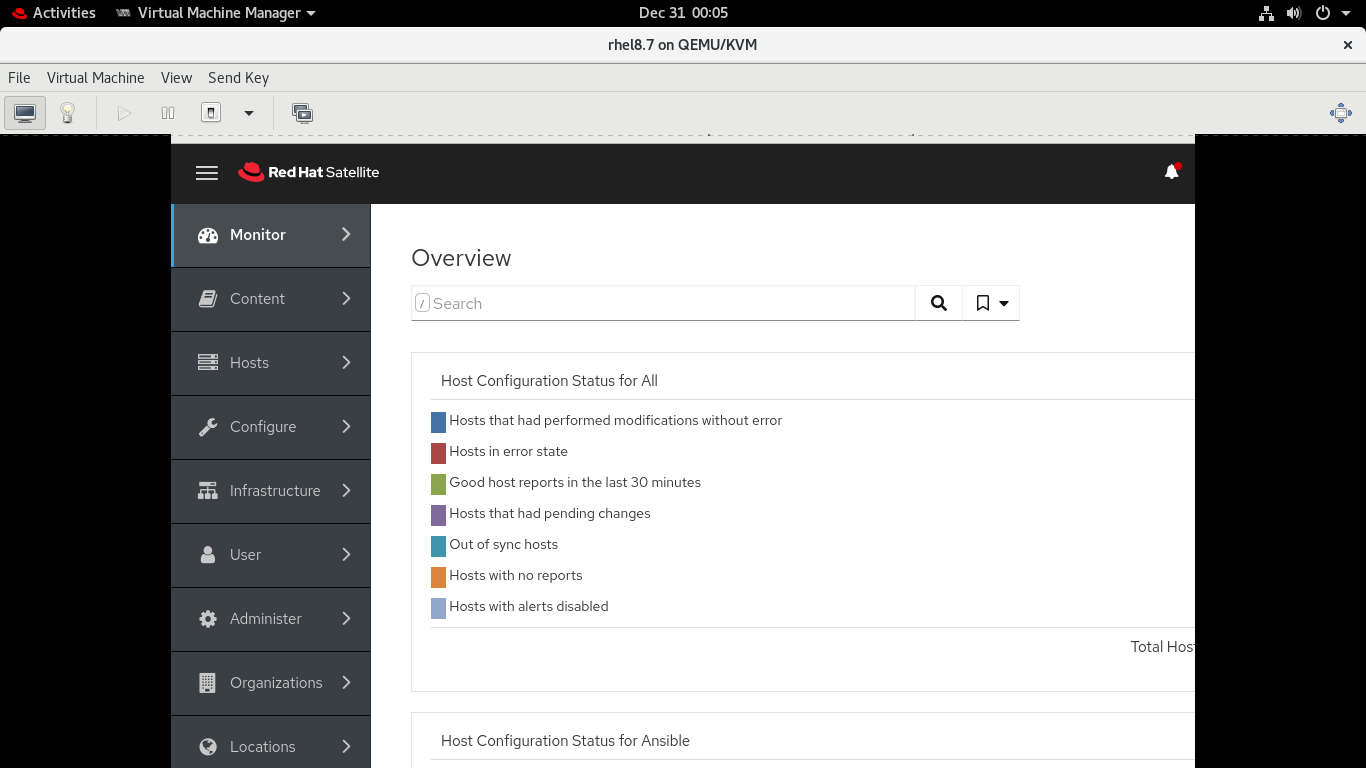 Activities Virtual Machine Manager Dec 31 00:05
rhel8.7 on QEMU/KVM
File Virtual Machine View Send Key
Red Hat Satellite
Monitor
Content
Hosts
Configure
Infrastructure
User
Administer
Organizations
Locations
Overview
/ Search
Host Configuration Status for All
Hosts that had performed modifications without error
Hosts in error state
Good host reports in the last 30 minutes
Hosts that had pending changes
Out of sync hosts
Hosts with no reports
Hosts with alerts disabled
Total Host
Host Configuration Status for Ansible